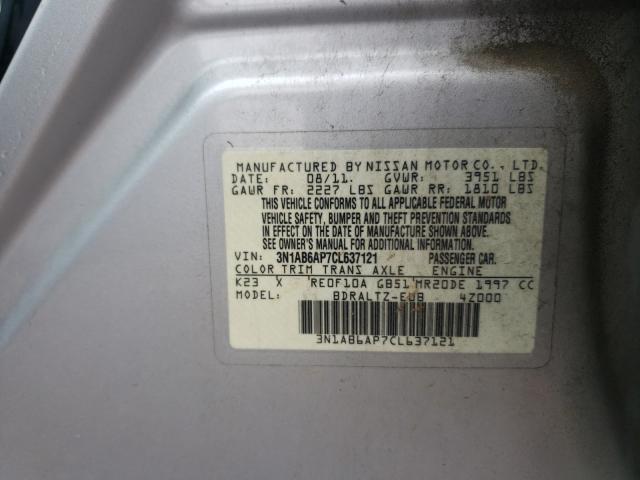 MANUFACTURED BY NISSAN MOTOR CO., LTD.
DATE: 08/11. GVWR: 3951 LBS
GAWR FR: 2227 LBS GAWR RR: 1810 LBS
THIS VEHICLE CONFORMS TO ALL APPLICABLE FEDERAL MOTOR
VEHICLE SAFETY, BUMPER AND THEFT PREVENTION STANDARDS
IN EFFECT ON THE DATE OF MANUFACTURE SHOWN ABOVE.
SEE OWNER'S MANUAL FOR ADDITIONAL INFORMATION.
VIN: 3N1AB6AP7CL637121 PASSENGER CAR.
COLOR TRIM TRANS AXLE ENGINE
K23 X RE0F10A GB51 MR20DE 1997 CC
MODEL: BDRALTZ-EUB 4Z000
3N1AB6AP7CL637121